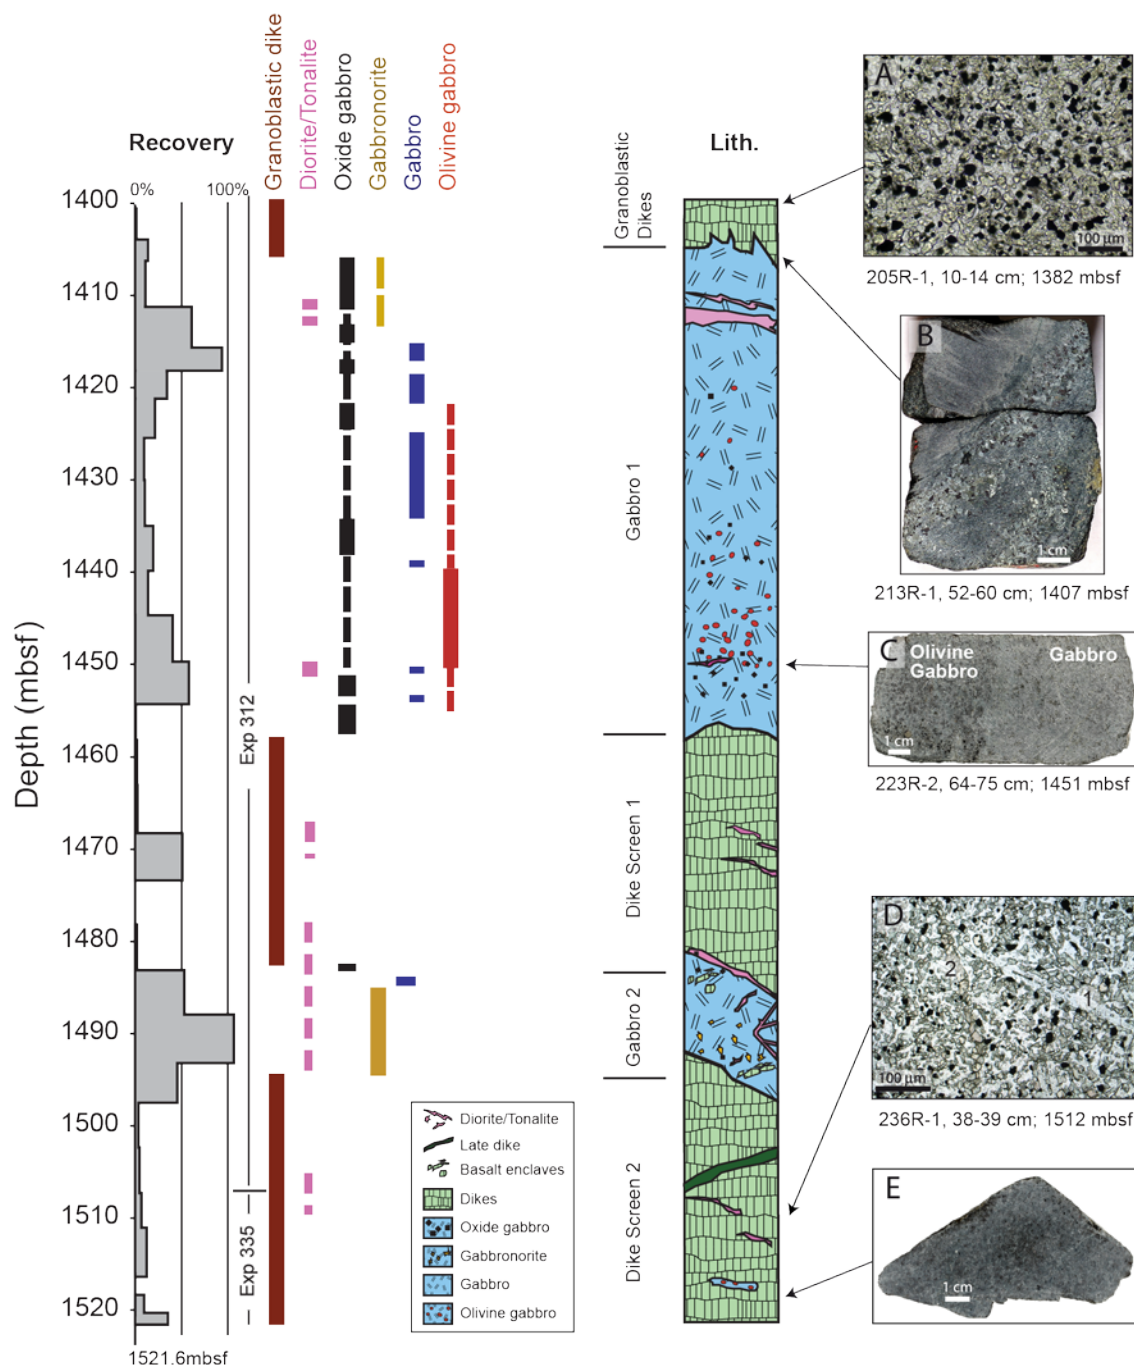 Recovery
0%
100%
Granoblastic dike
Diorite/Tonalite
Oxide gabbro
Gabbronorite
Gabbro
Olivine gabbro
Depth (mbsf)
1400
1410
1420
1430
1440
1450
1460
1470
1480
1490
1500
1510
1520
1521.6mbsf
Exp 312
Exp 335
Lith.
Granoblastic
Dikes
Gabbro 1
Dike Screen 1
Gabbro 2
Dike Screen 2
Diorite/Tonalite
Late dike
Basalt enclaves
Dikes
Oxide gabbro
Gabbronorite
Gabbro
Olivine gabbro
A
100 µm
205R-1, 10-14 cm; 1382 mbsf
B
1 cm
213R-1, 52-60 cm; 1407 mbsf
C
Olivine
Gabbro
Gabbro
1 cm
223R-2, 64-75 cm; 1451 mbsf
D
2
1
100 µm
236R-1, 38-39 cm; 1512 mbsf
E
1 cm